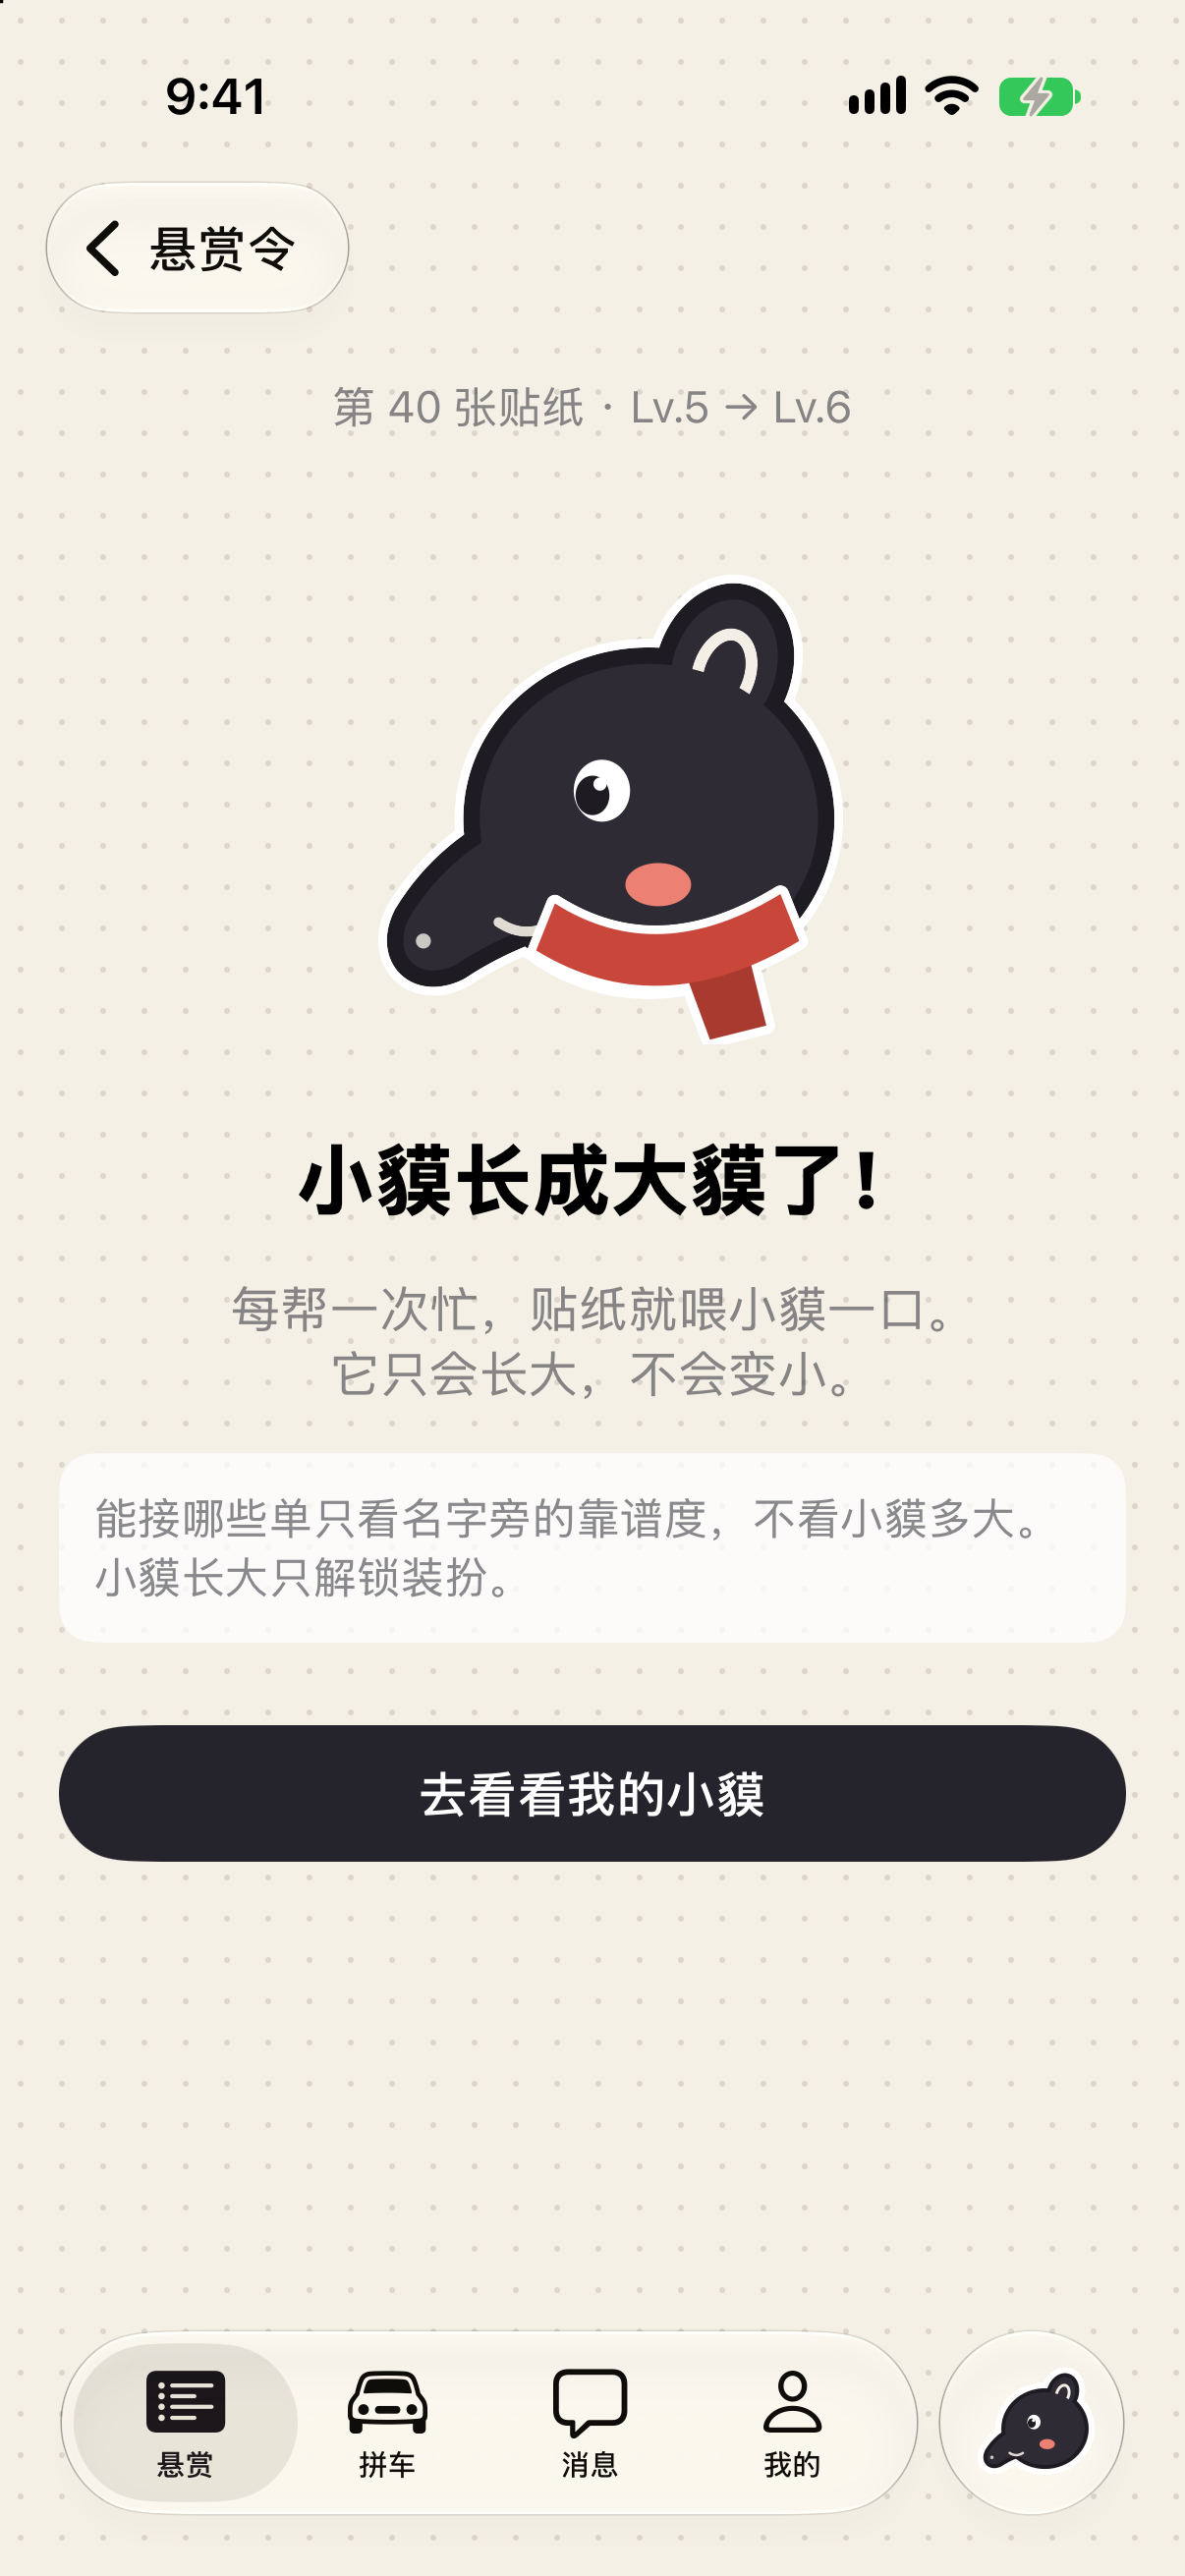 9:41
悬赏令
第 40 张贴纸 · Lv.5 → Lv.6
小貘长成大貘了！
每帮一次忙，贴纸就喂小貘一口。
它只会长大，不会变小。
能接哪些单只看名字旁的靠谱度，不看小貘多大。
小貘长大只解锁装扮。
去看看我的小貘
悬赏
拼车
消息
我的